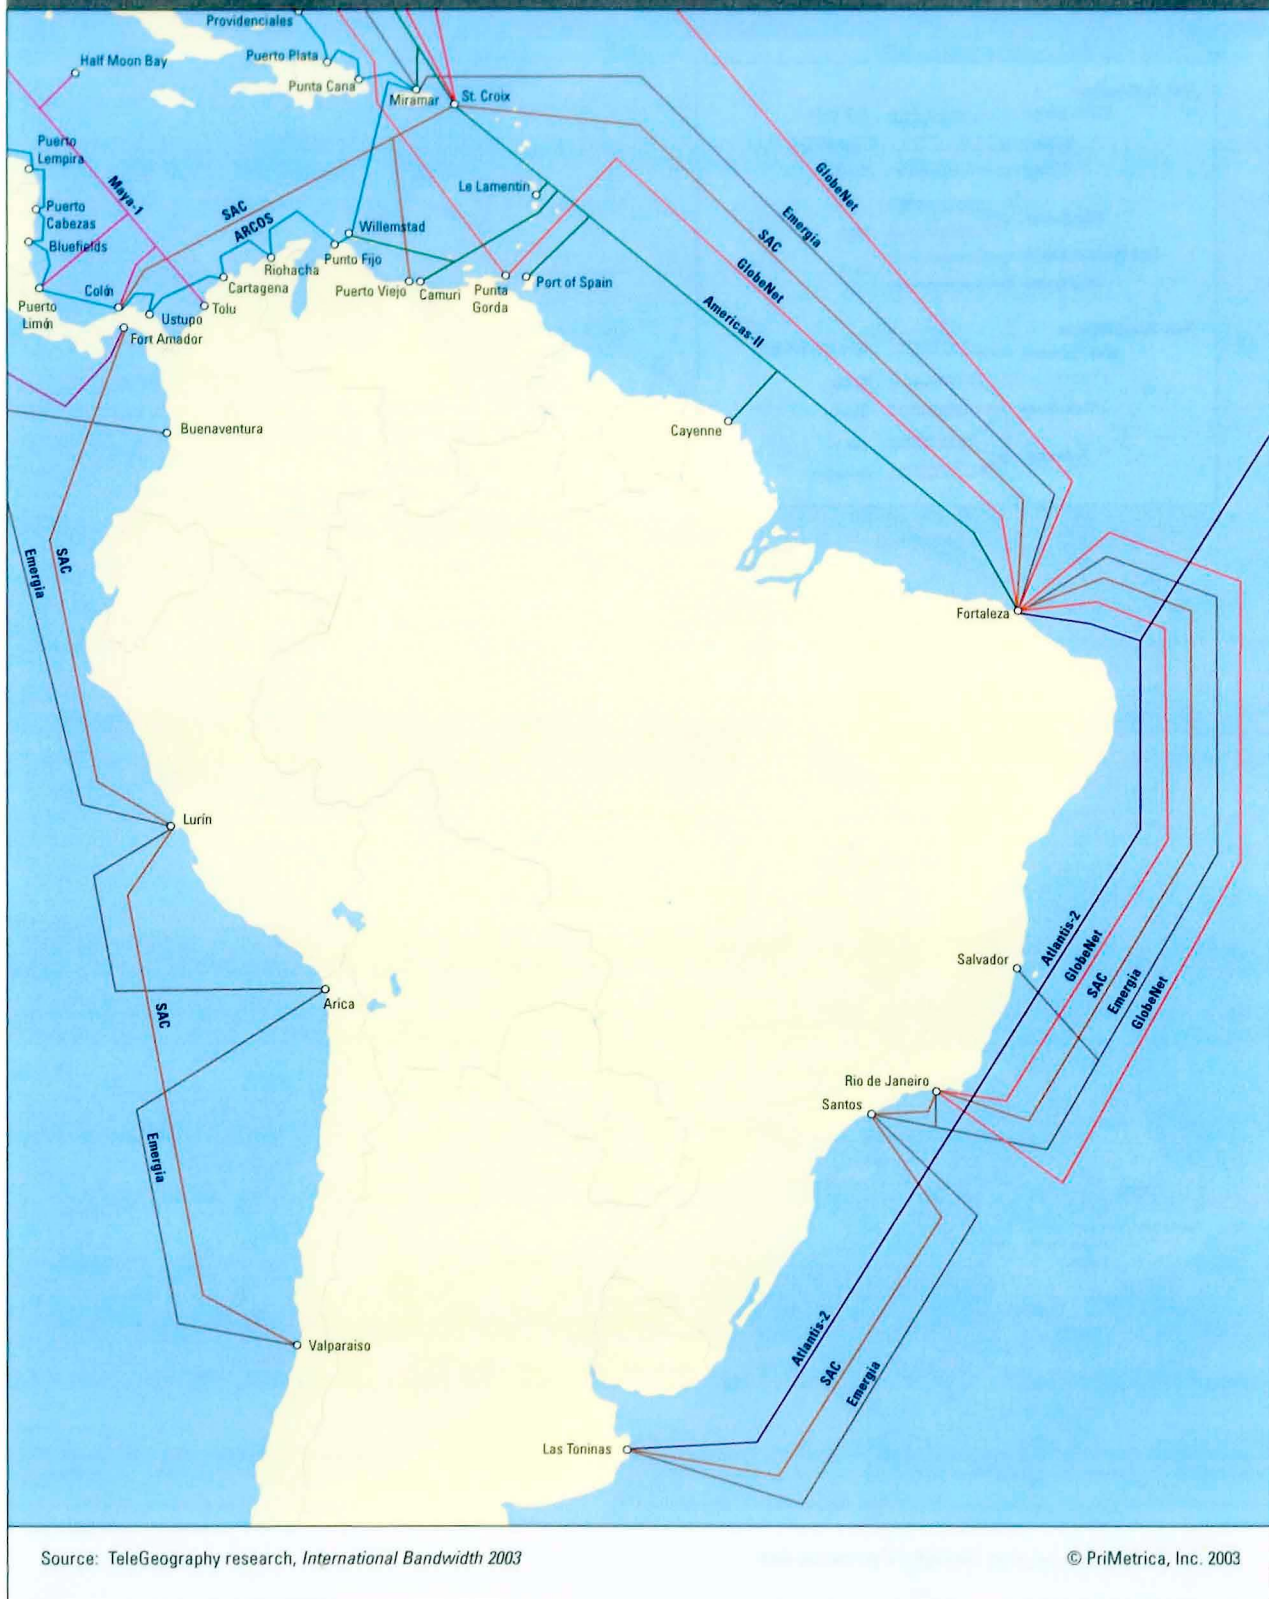 Providenciales
Half Moon Bay
Puerto Plata
Punta Cana
Miramar
St. Croix
Puerto
Lempira
Maya-1
Le Lamentin
GlobeNet
Puerto
Cabezas
SAC
ARCOS
Emergia
Willemstad
SAC
Bluefields
Punto Fijo
Riohacha
GlobeNet
Colón
Cartagena
Puerto Viejo
Camuri
Punta
Gorda
Port of Spain
Puerto
Limón
Tolu
Ustupo
Americas-II
Fort Amador
Buenaventura
Cayenne
Emergia
SAC
Fortaleza
Lurín
Atlantis-2
GlobeNet
SAC
Emergia
GlobeNet
Salvador
Arica
SAC
Rio de Janeiro
Santos
Emergia
Valparaiso
Atlantis-2
SAC
Emergia
Las Toninas
Source: TeleGeography research, International Bandwidth 2003
© PriMetrica, Inc. 2003